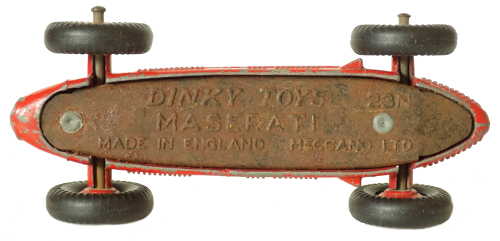 DINKY TOYS 23N
MASERATI
MADE IN ENGLAND MECCANO LTD